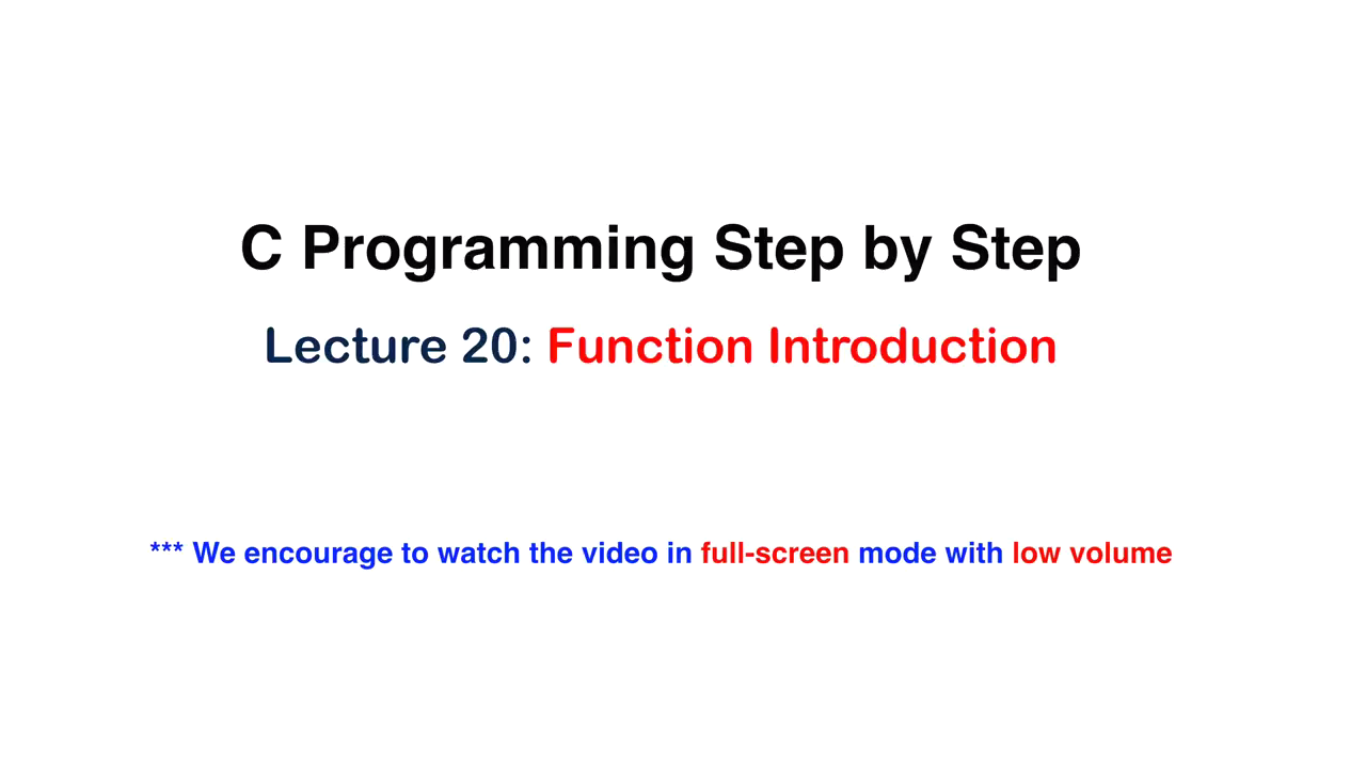 C Programming Step by Step
Lecture 20: Function Introduction
*** We encourage to watch the video in full-screen mode with low volume